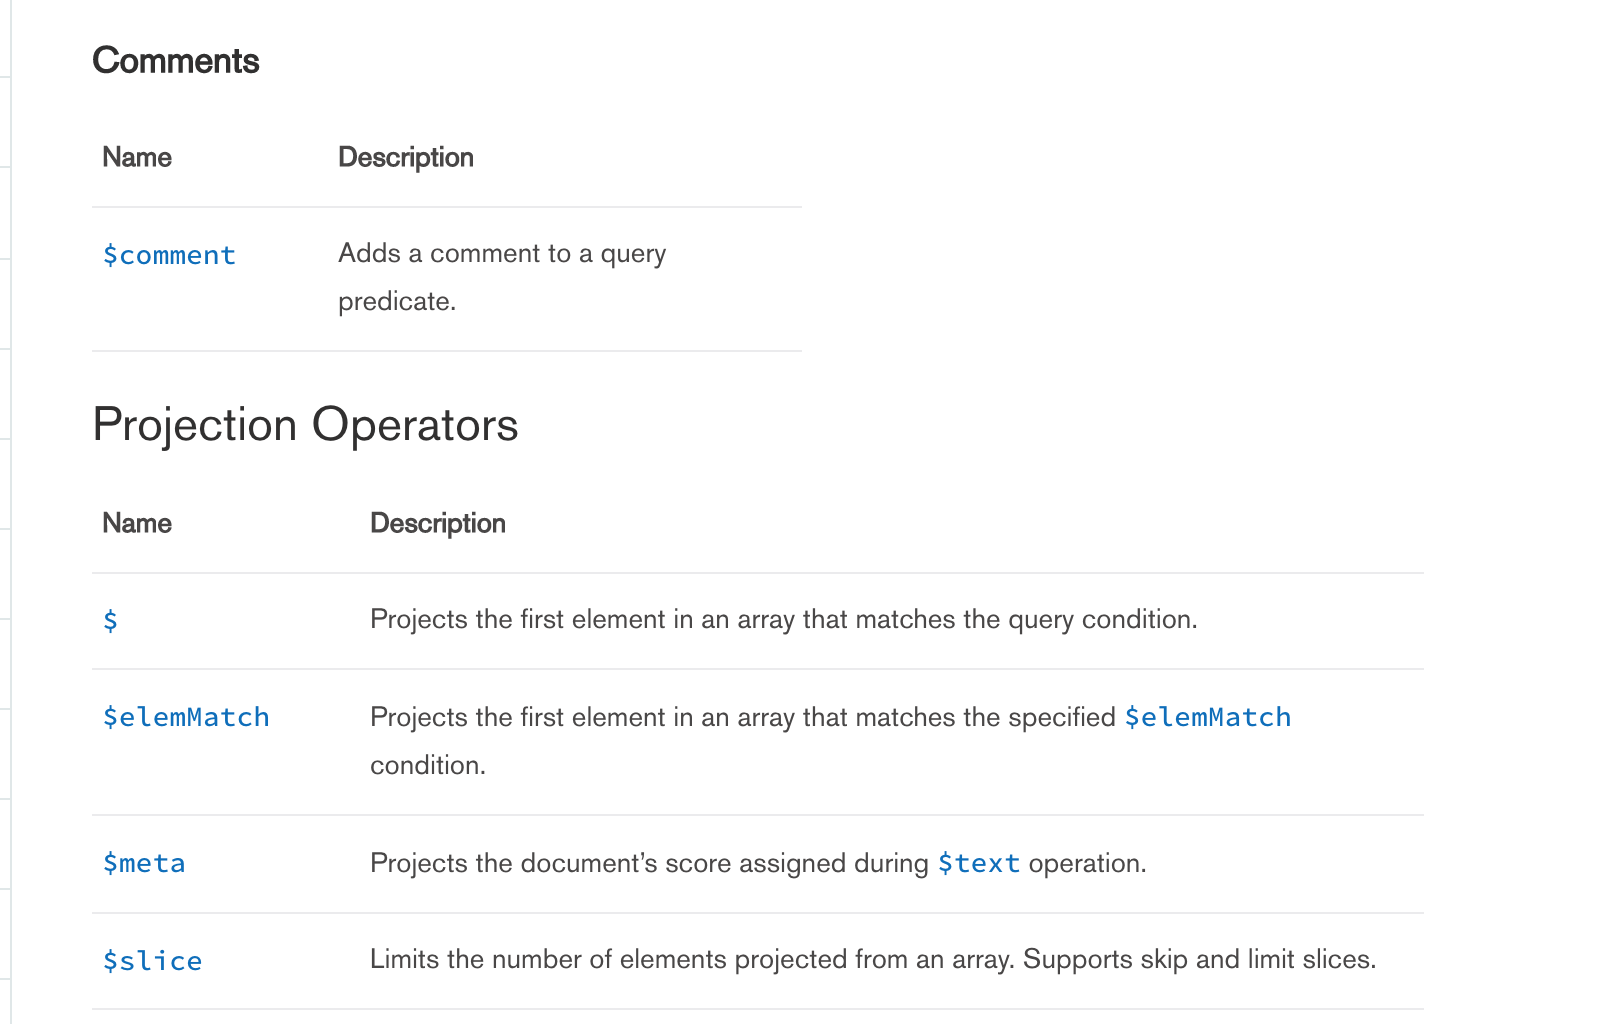 Comments
Name Description
$comment Adds a comment to a query
predicate.
Projection Operators
Name Description
$ Projects the first element in an array that matches the query condition.
$elemMatch Projects the first element in an array that matches the specified $elemMatch
condition.
$meta Projects the document’s score assigned during $text operation.
$slice Limits the number of elements projected from an array. Supports skip and limit slices.